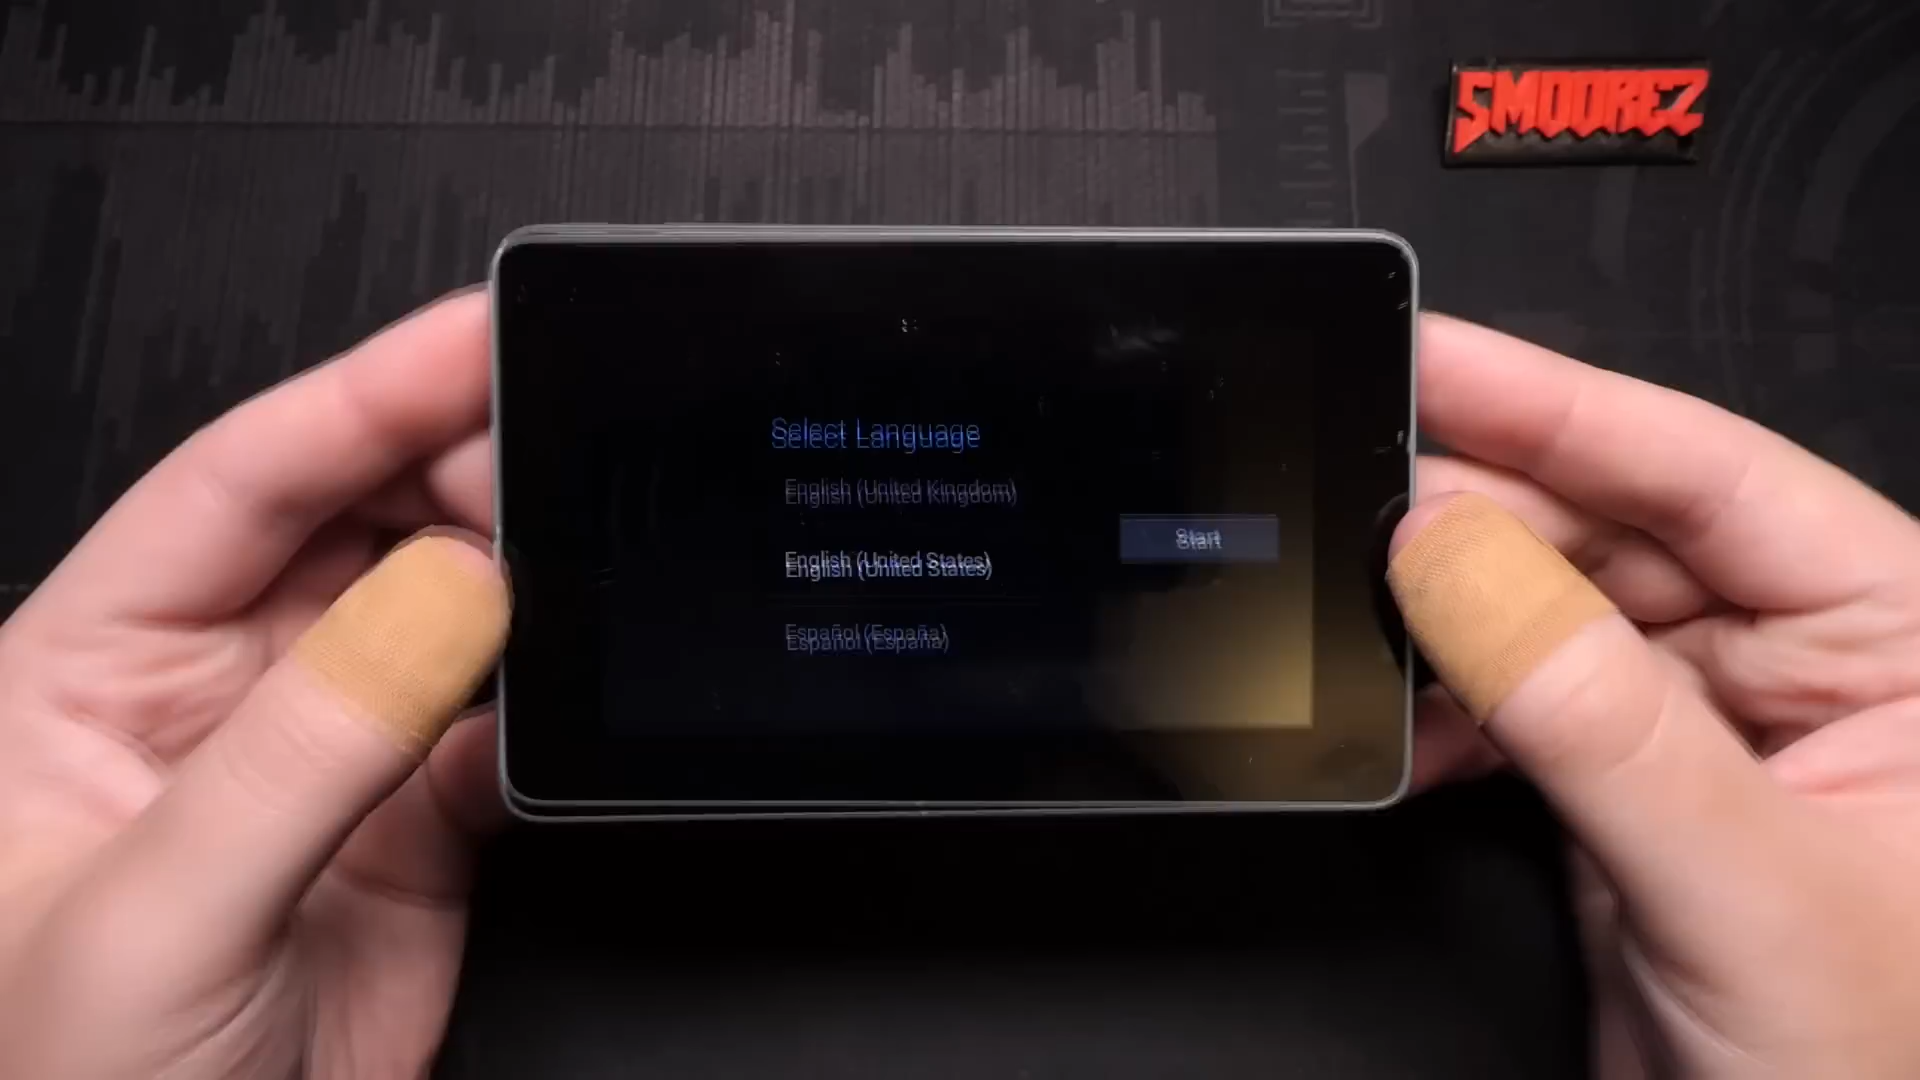 SMOOREZ
Select Language
English (United Kingdom)
English (United States)
Start
Español (España)